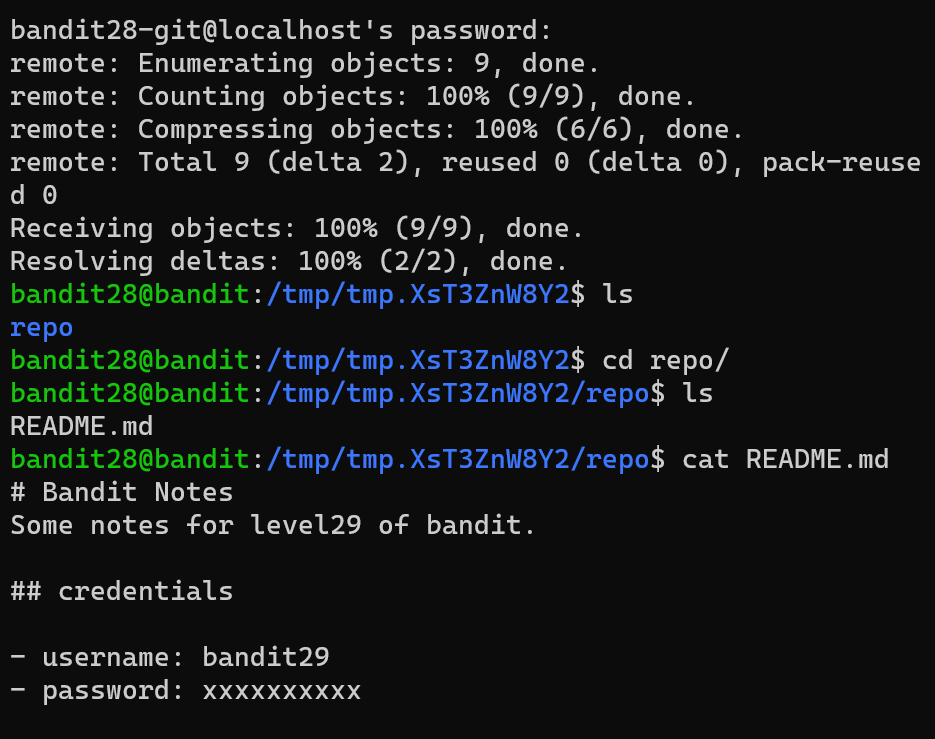 bandit28-git@localhost's password:
remote: Enumerating objects: 9, done.
remote: Counting objects: 100% (9/9), done.
remote: Compressing objects: 100% (6/6), done.
remote: Total 9 (delta 2), reused 0 (delta 0), pack-reuse
d 0
Receiving objects: 100% (9/9), done.
Resolving deltas: 100% (2/2), done.
bandit28@bandit:/tmp/tmp.XsT3ZnW8Y2$ ls
repo
bandit28@bandit:/tmp/tmp.XsT3ZnW8Y2$ cd repo/
bandit28@bandit:/tmp/tmp.XsT3ZnW8Y2/repo$ ls
README.md
bandit28@bandit:/tmp/tmp.XsT3ZnW8Y2/repo$ cat README.md
# Bandit Notes
Some notes for level29 of bandit.

## credentials

- username: bandit29
- password: xxxxxxxxxx